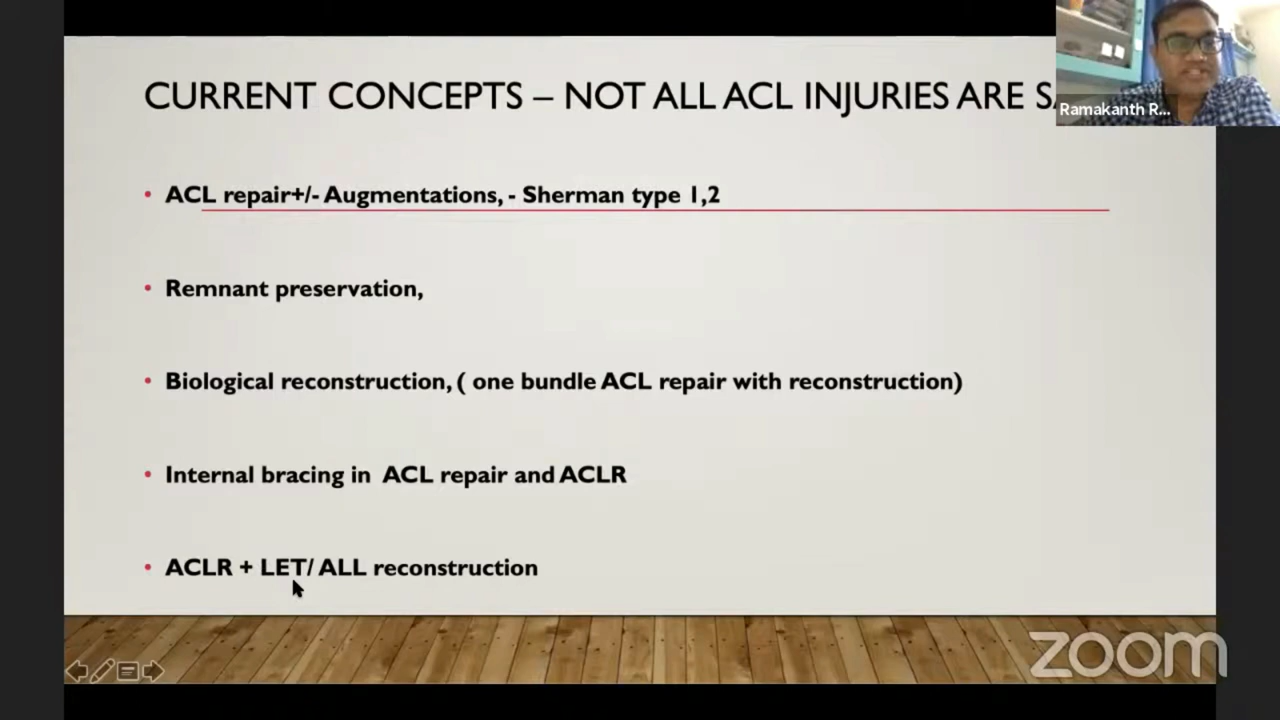 CURRENT CONCEPTS – NOT ALL ACL INJURIES ARE
Ramakanth R...
• ACL repair+/- Augmentations, - Sherman type 1,2
• Remnant preservation,
• Biological reconstruction, ( one bundle ACL repair with reconstruction)
• Internal bracing in ACL repair and ACLR
• ACLR + LET/ ALL reconstruction
zoom